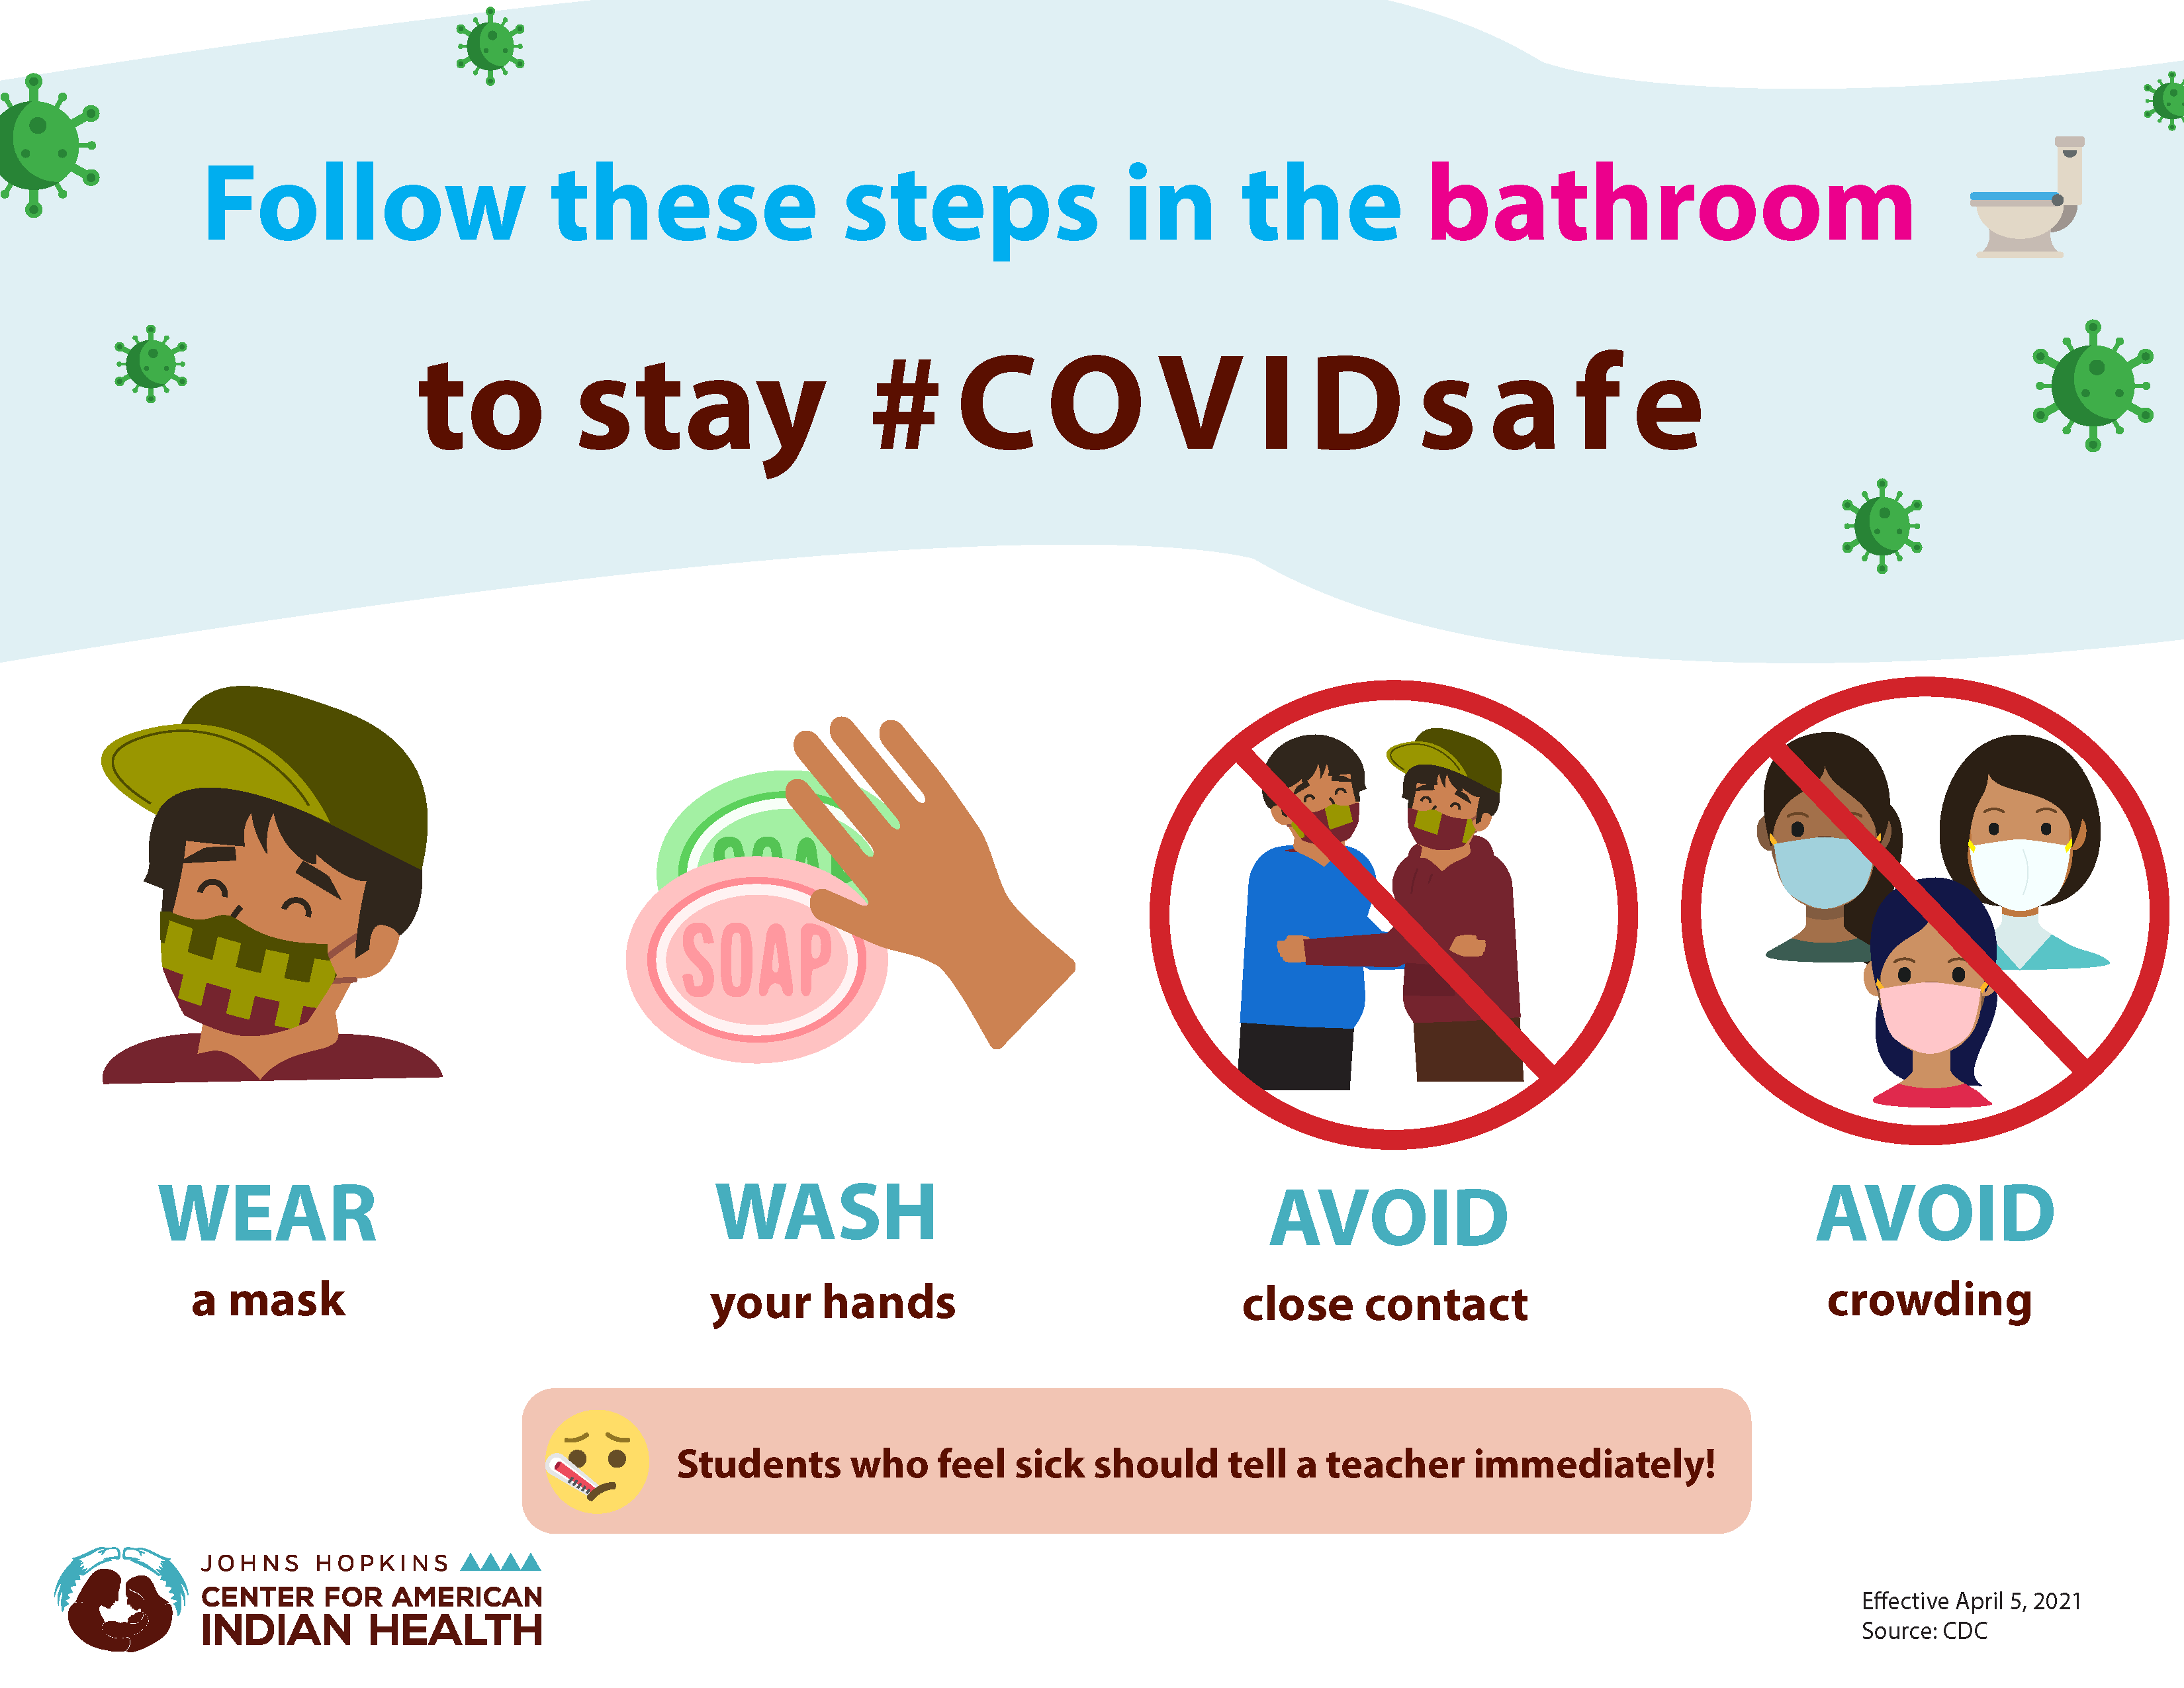 Follow these steps in the bathroom
to stay #COVIDsafe
SOAP
SOAP
WEAR
a mask
WASH
your hands
AVOID
close contact
AVOID
crowding
Students who feel sick should tell a teacher immediately!
JOHNS HOPKINS
CENTER FOR AMERICAN
INDIAN HEALTH
Effective April 5, 2021
Source: CDC